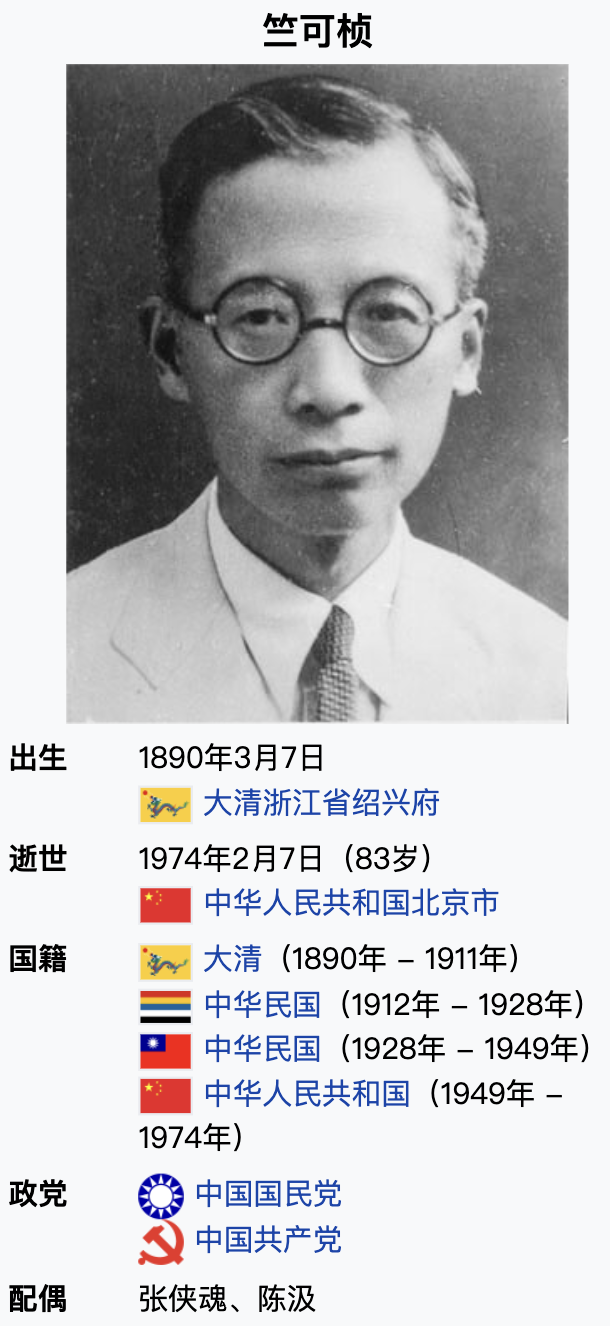 竺可桢
出生 1890年3月7日
大清浙江省绍兴府
逝世 1974年2月7日（83岁）
中华人民共和国北京市
国籍 大清（1890年 – 1911年）
中华民国（1912年 – 1928年）
中华民国（1928年 – 1949年）
中华人民共和国（1949年 –
1974年）
政党 中国国民党
中国共产党
配偶 张侠魂、陈汲